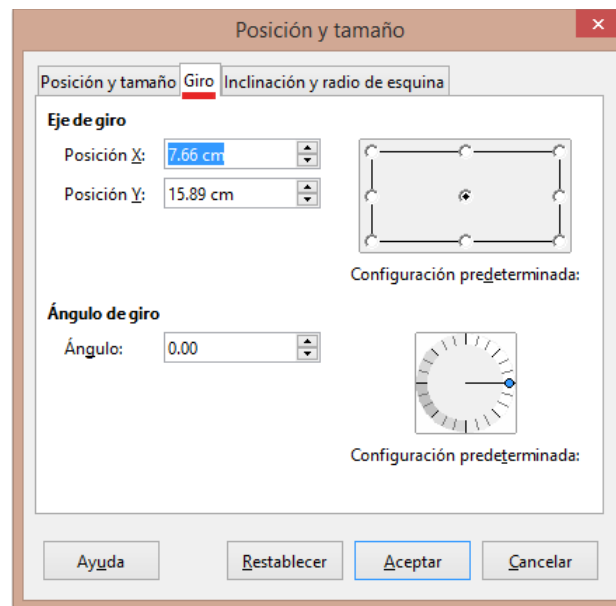 Posición y tamaño
Posición y tamaño Giro Inclinación y radio de esquina
Eje de giro
Posición X: 7.66 cm
Posición Y: 15.89 cm
Configuración predeterminada:
Ángulo de giro
Ángulo: 0.00
Configuración predeterminada:
Ayuda Restablecer Aceptar Cancelar